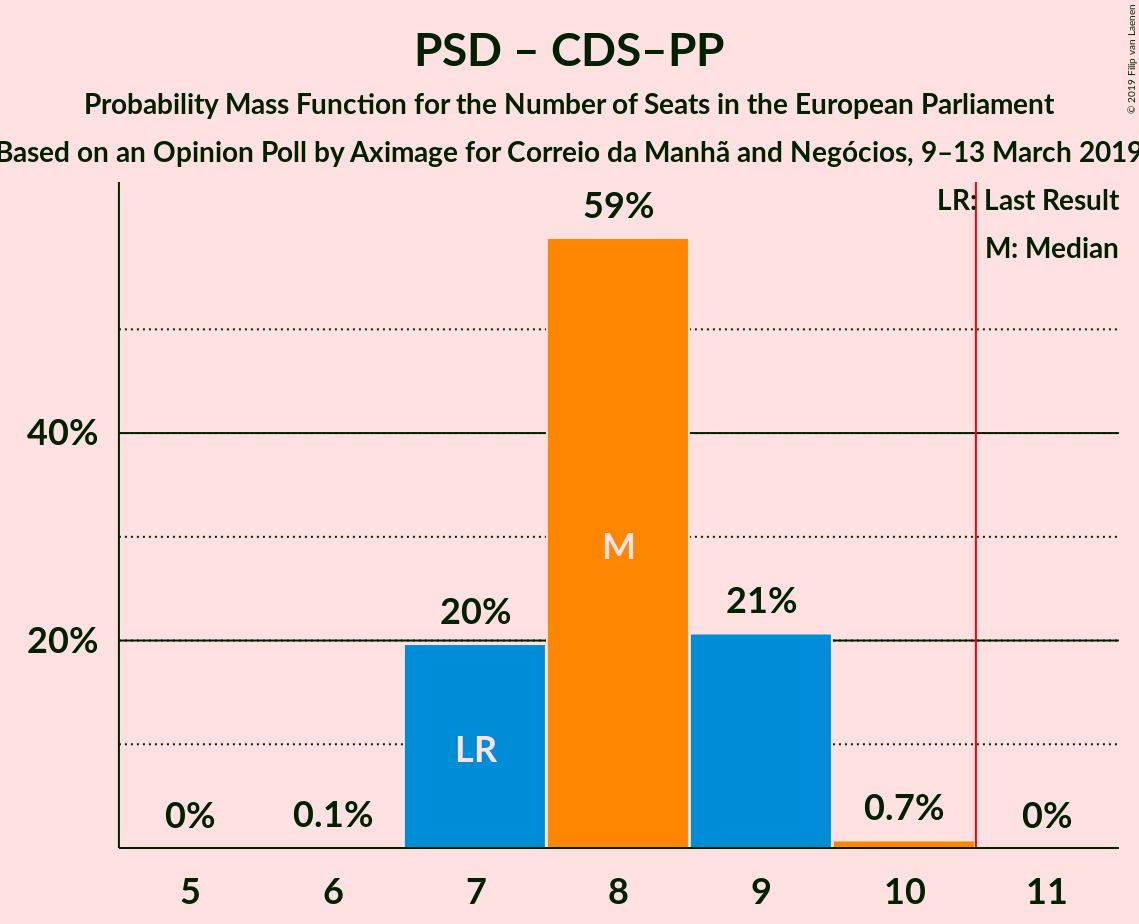 PSD – CDS–PP
Probability Mass Function for the Number of Seats in the European Parliament
Based on an Opinion Poll by Aximage for Correio da Manhã and Negócios, 9–13 March 2019
© 2019 Filip van Laenen
LR: Last Result
M: Median
59%
40%
M
20%
21%
20%
LR
0%
0.1%
0.7%
0%
5 6 7 8 9 10 11